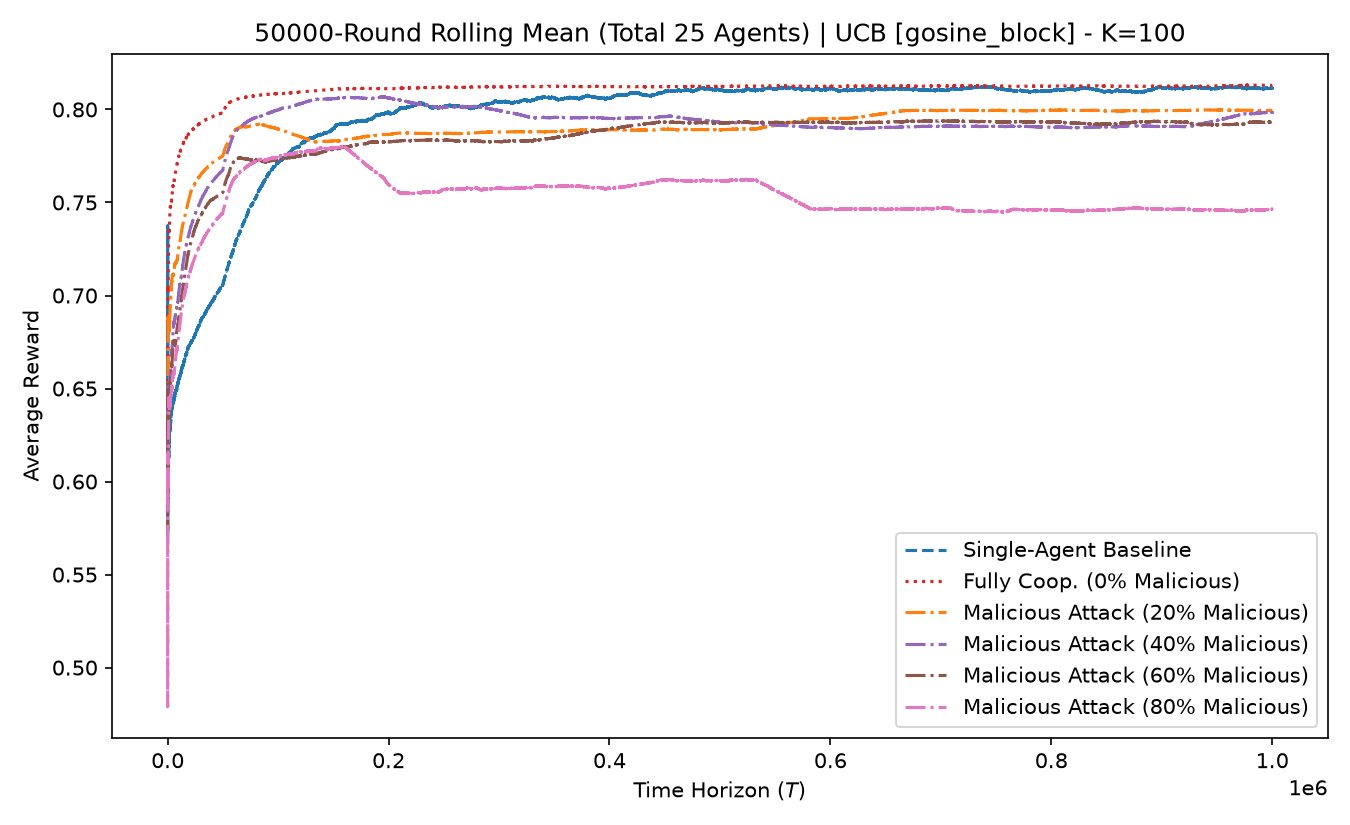 50000-Round Rolling Mean (Total 25 Agents) | UCB [gosine_block] - K=100
Average Reward
0.80
0.75
0.70
0.65
0.60
0.55
0.50
Single-Agent Baseline
Fully Coop. (0% Malicious)
Malicious Attack (20% Malicious)
Malicious Attack (40% Malicious)
Malicious Attack (60% Malicious)
Malicious Attack (80% Malicious)
0.0 0.2 0.4 0.6 0.8 1.0
1e6
Time Horizon (T)